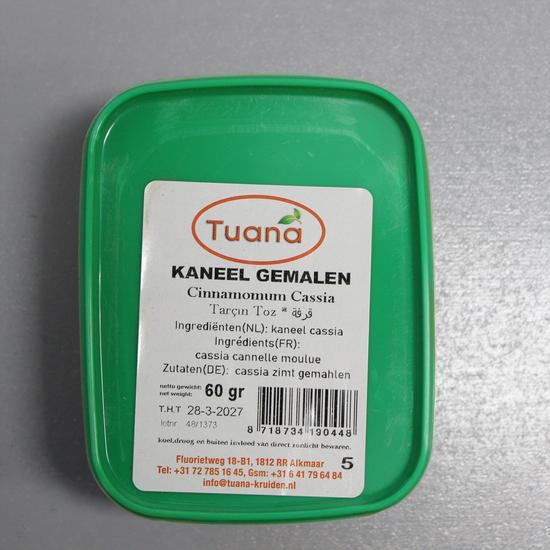 Tuana
KANEEL GEMALEN
Cinnamomum Cassia
Tarçın Toz * قرفة
Ingrediënten(NL): kaneel cassia
Ingrédients(FR):
cassia cannelle moulue
Zutaten(DE): cassia zimt gemahlen
netto gewicht:
net weight: 60 gr
T.H.T 28-3-2027
lotnr 48/1373
8 718734 190448
koel,droog en buiten invloed van direct zonlicht bewaren.
Fluorietweg 18-B1, 1812 RR Alkmaar
5
Tel: +31 72 785 16 45, Gsm: +31 6 41 79 64 84
info@tuana-kruiden.nl